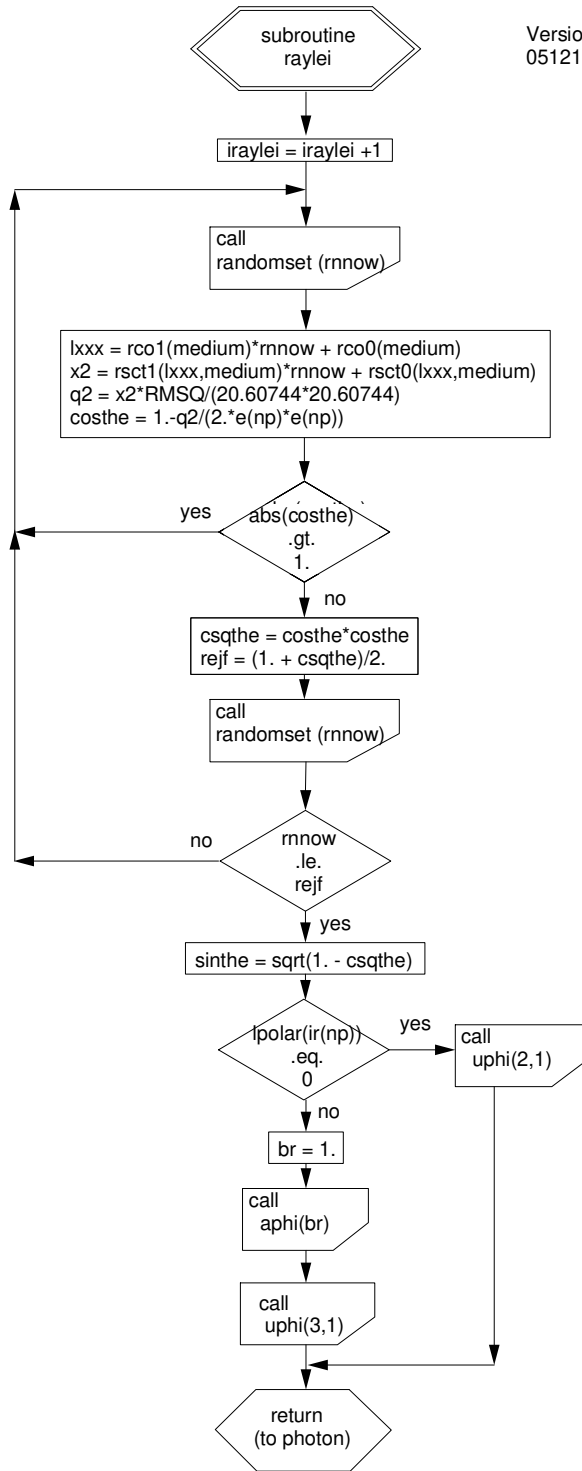 subroutine
raylei
Versio
05121
iraylei = iraylei +1
call
randomset (rnnow)
lxxx = rco1(medium)*rnnow + rco0(medium)
x2 = rsct1(lxxx,medium)*rnnow + rsct0(lxxx,medium)
q2 = x2*RMSQ/(20.60744*20.60744)
costhe = 1.-q2/(2.*e(np)*e(np))
yes
abs(costhe)
.gt.
1.
no
csqthe = costhe*costhe
rejf = (1. + csqthe)/2.
call
randomset (rnnow)
no
rnnow
.le.
rejf
yes
sinthe = sqrt(1. - csqthe)
lpolar(ir(np))
.eq.
0
yes
call
uphi(2,1)
no
br = 1.
call
aphi(br)
call
uphi(3,1)
return
(to photon)